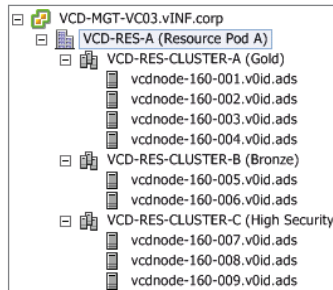 VCD-MGT-VC03.vINF.corp
VCD-RES-A (Resource Pod A)
VCD-RES-CLUSTER-A (Gold)
vcdnode-160-001.v0id.ads
vcdnode-160-002.v0id.ads
vcdnode-160-003.v0id.ads
vcdnode-160-004.v0id.ads
VCD-RES-CLUSTER-B (Bronze)
vcdnode-160-005.v0id.ads
vcdnode-160-006.v0id.ads
VCD-RES-CLUSTER-C (High Security
vcdnode-160-007.v0id.ads
vcdnode-160-008.v0id.ads
vcdnode-160-009.v0id.ads